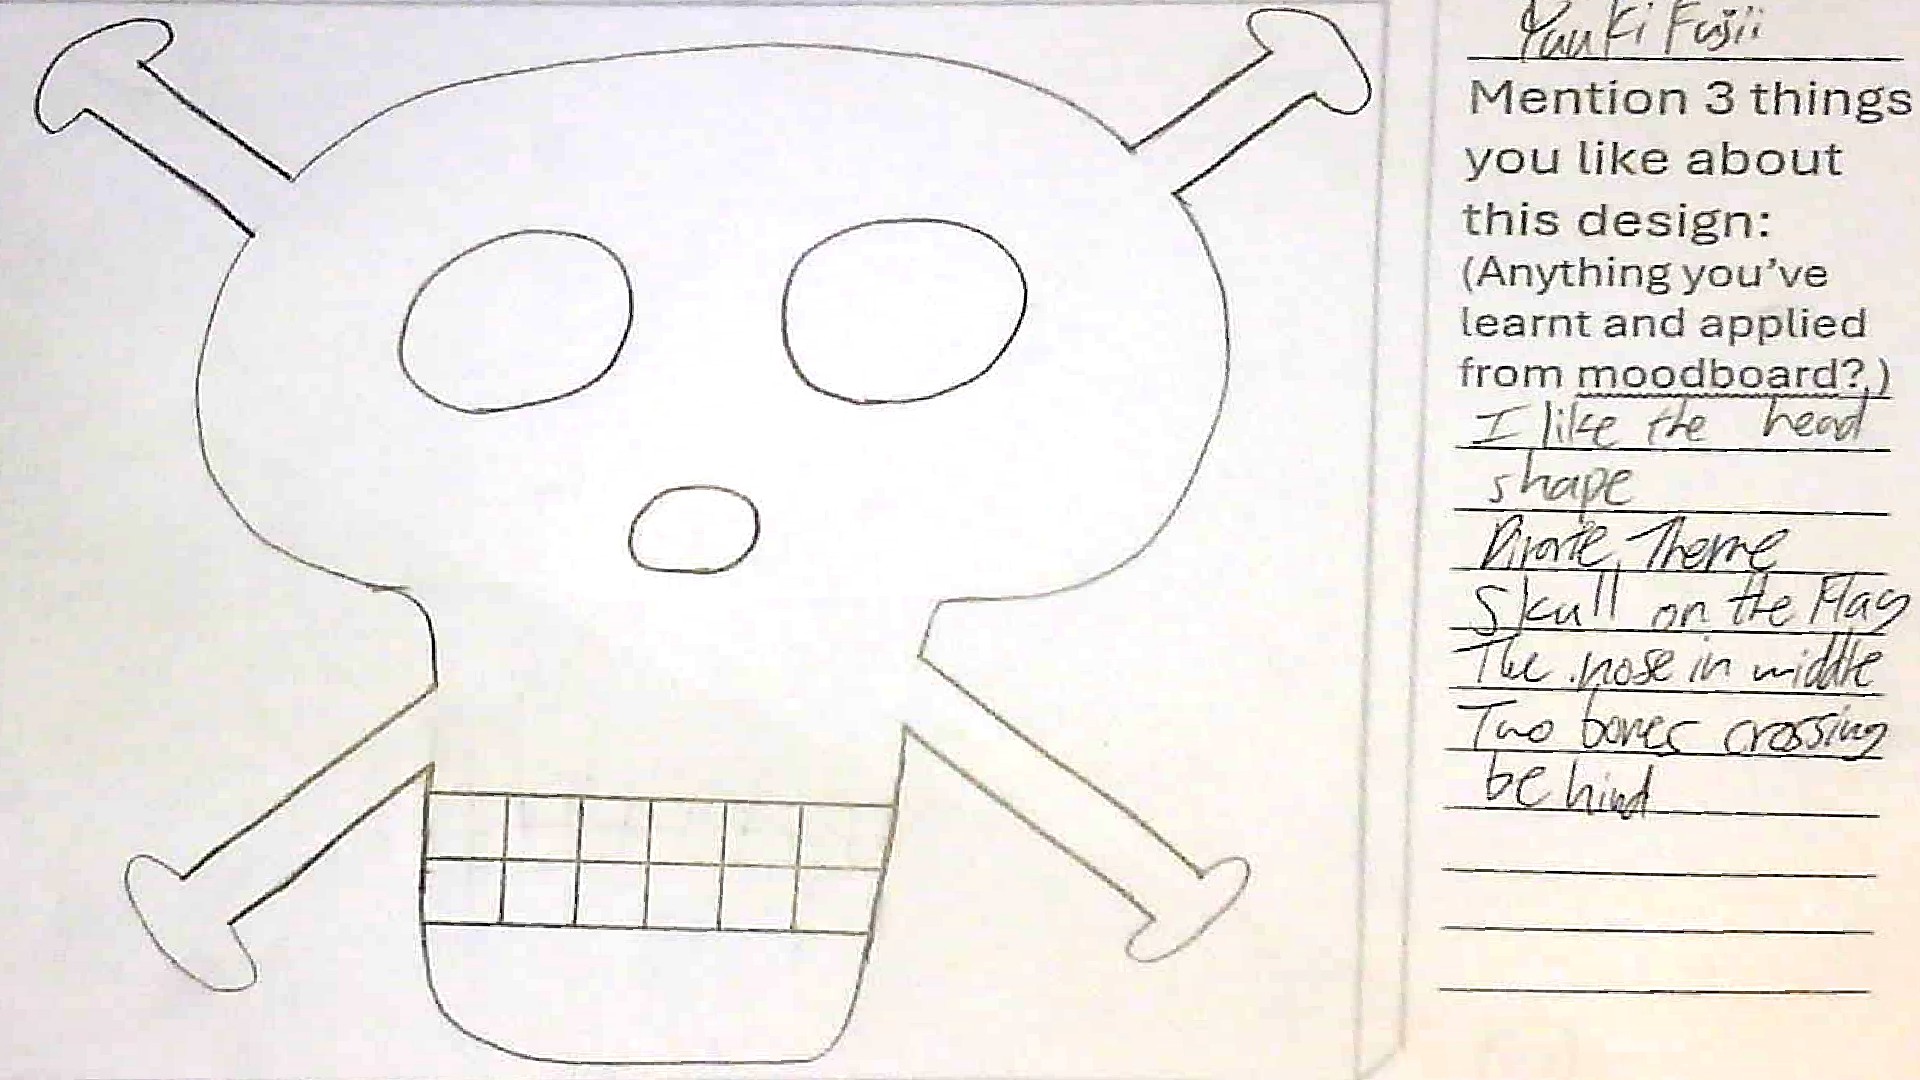 Yuuki Fujii
Mention 3 things
you like about
this design:
(Anything you've
learnt and applied
from moodboard?)
I like the head
shape
Pirate Theme
Skull on the Flag
The nose in middle
Two bones crossing
behind